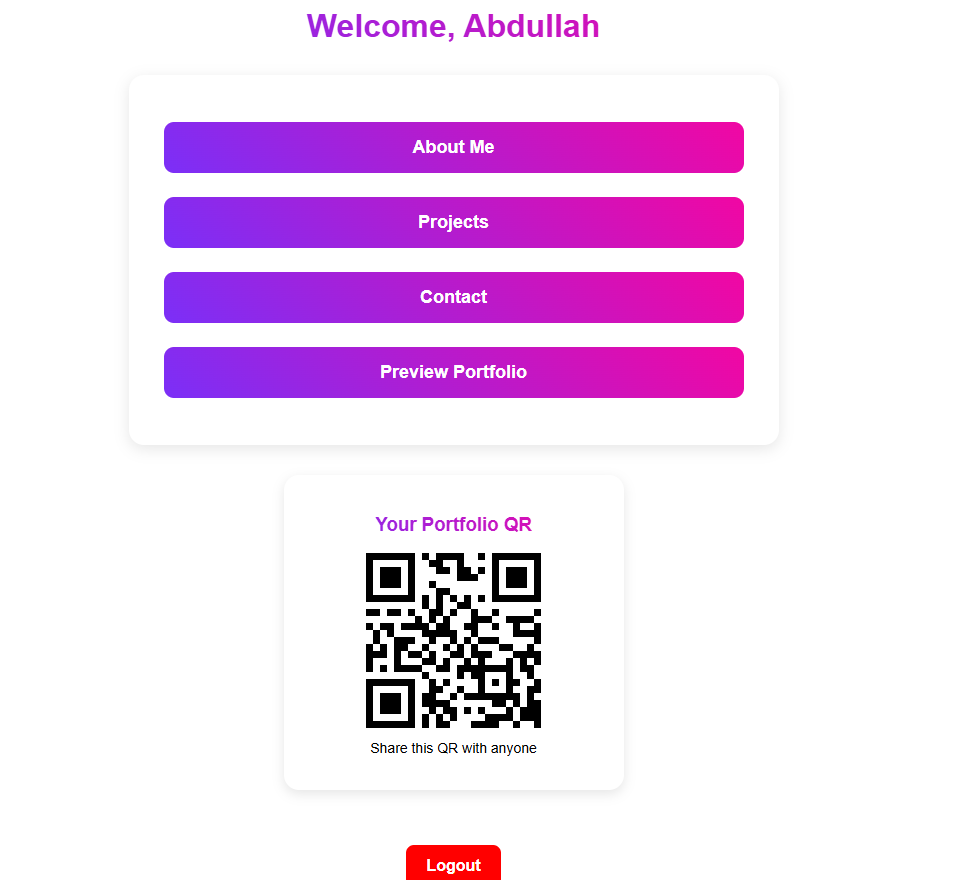 Welcome, Abdullah
About Me
Projects
Contact
Preview Portfolio
Your Portfolio QR
Share this QR with anyone
Logout